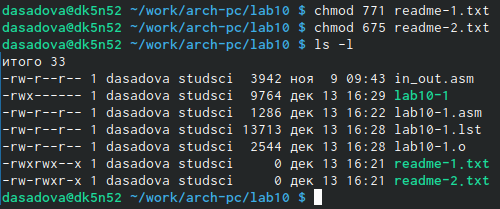 dasadova@dk5n52 ~/work/arch-pc/lab10 $ chmod 771 readme-1.txt
dasadova@dk5n52 ~/work/arch-pc/lab10 $ chmod 675 readme-2.txt
dasadova@dk5n52 ~/work/arch-pc/lab10 $ ls -l
итого 33
-rw-r--r-- 1 dasadova studsci  3942 ноя  9 09:43 in_out.asm
-rwx------ 1 dasadova studsci  9764 дек 13 16:29 lab10-1
-rw-r--r-- 1 dasadova studsci  1286 дек 13 16:22 lab10-1.asm
-rw-r--r-- 1 dasadova studsci 13713 дек 13 16:28 lab10-1.lst
-rw-r--r-- 1 dasadova studsci  2544 дек 13 16:28 lab10-1.o
-rwxrwx--x 1 dasadova studsci     0 дек 13 16:21 readme-1.txt
-rw-rwxr-x 1 dasadova studsci     0 дек 13 16:21 readme-2.txt
dasadova@dk5n52 ~/work/arch-pc/lab10 $